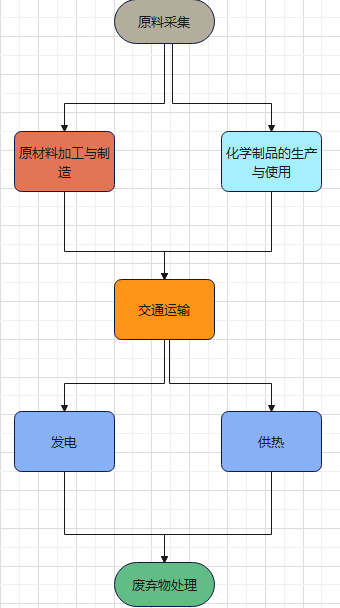 原料采集
原材料加工与制
造
化学制品的生产
与使用
交通运输
发电
供热
废弃物处理